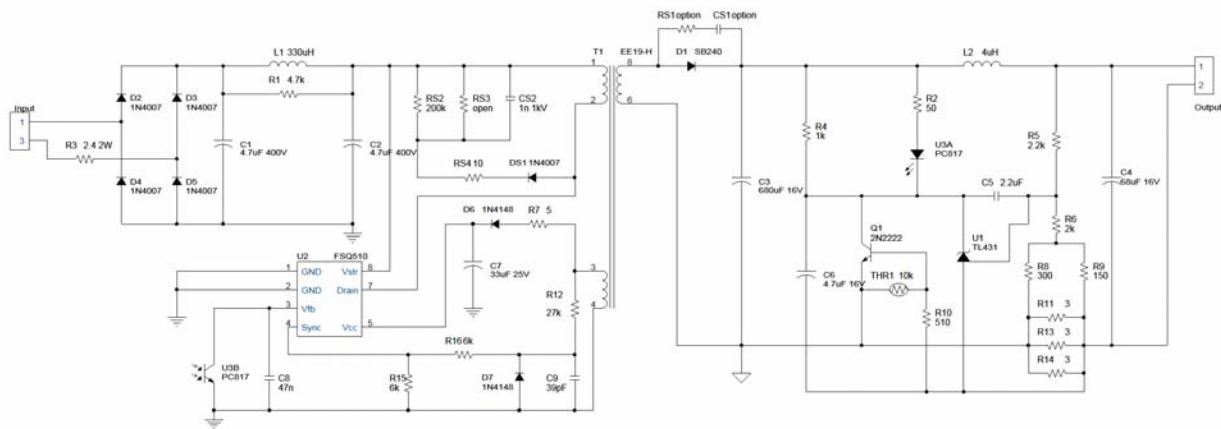 RS1option
CS1option
L1 330uH
T1
EE19-H
D1 SB240
L2 4uH
1
8
1
2
Output
R1 4.7k
D2
1N4007
D3
1N4007
Input
1
3
RS2
200k
RS3
open
CS2
1n 1kV
2
6
R2
50
R4
1k
R5
2.2k
R3 2.4 2W
C1
4.7uF 400V
C2
4.7uF 400V
U3A
PC817
D4
1N4007
D5
1N4007
RS4 10
DS1 1N4007
C3
680uF 16V
C5 2.2uF
C4
68uF 16V
D6 1N4148
R7 5
R6
2k
Q1
2N2222
U1
TL431
U2
FSQ510
C7
33uF 25V
3
4
R8
300
R9
150
1
GND
Vstr
8
2
GND
Drain
7
3
Vfb
4
Sync
Vcc
5
R12
27k
C6
4.7uF 16V
THR1 10k
R10
510
R11 3
R13 3
R14 3
R16 6k
U3B
PC817
C8
47n
R15
6k
D7
1N4148
C9
39pF